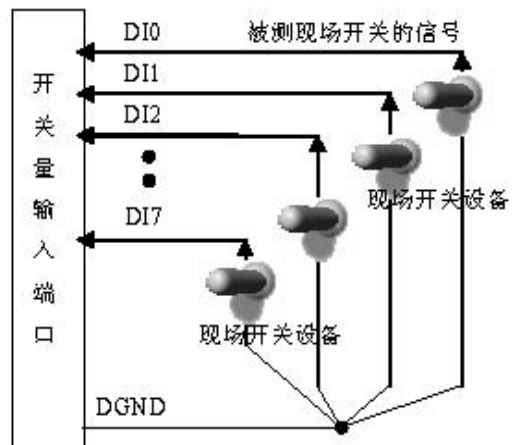 DI0 被测现场开关的信号
DI1
DI2
DI7
开关量输入端口
现场开关设备
现场开关设备
DGND